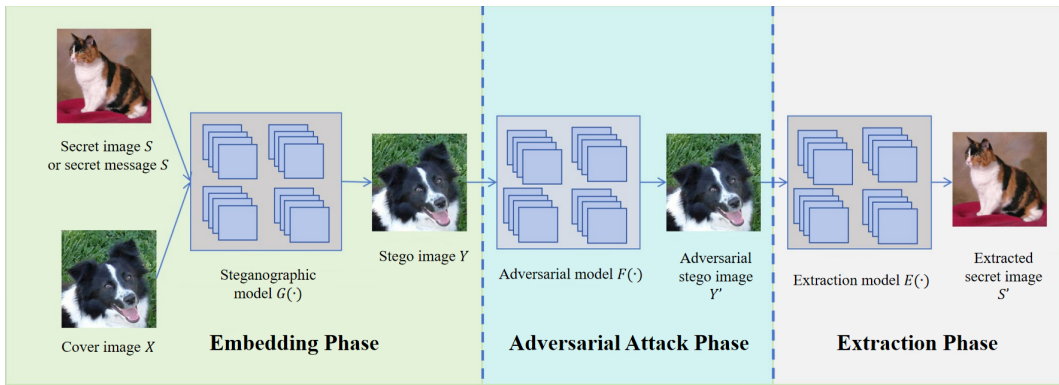 Secret image S
or secret message S
Cover image X
Steganographic
model G(·)
Stego image Y
Embedding Phase
Adversarial model F(·)
Adversarial
stego image
Y'
Adversarial Attack Phase
Extraction model E(·)
Extracted
secret image
S'
Extraction Phase